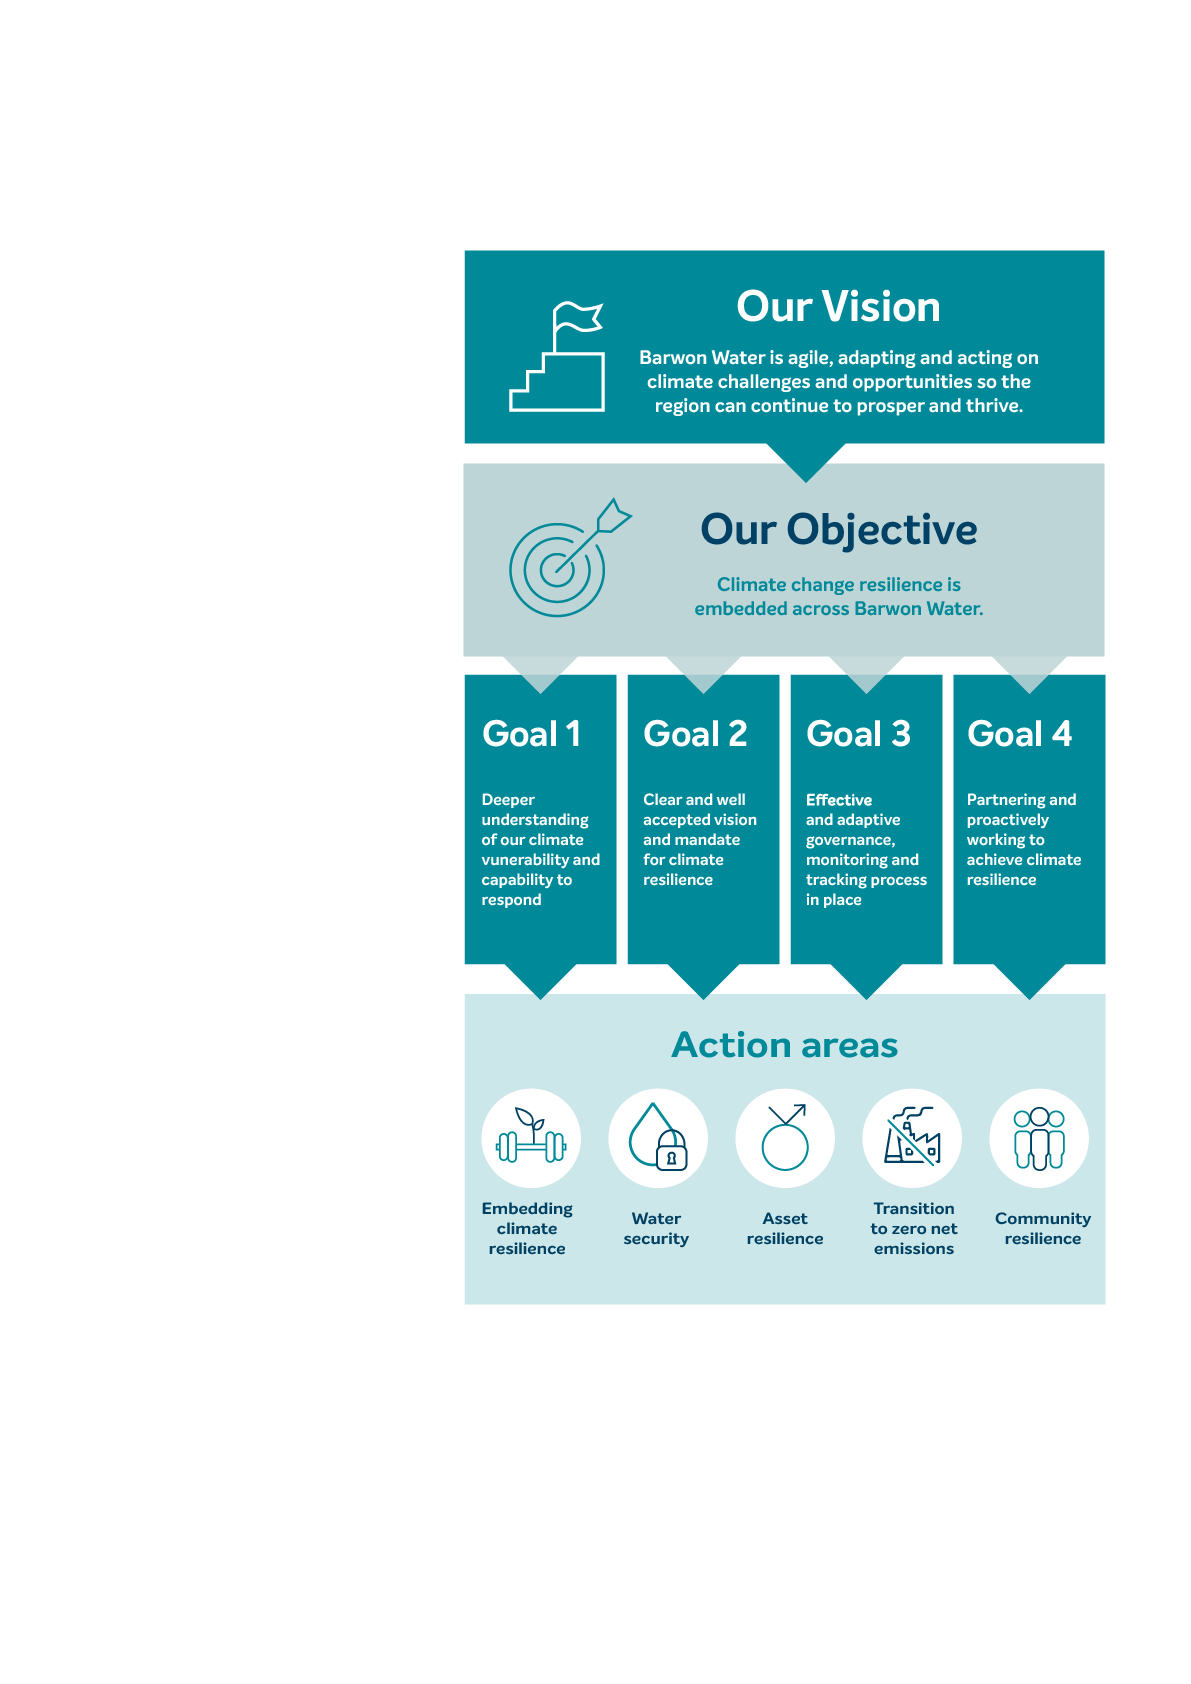 Our Vision
Barwon Water is agile, adapting and acting on
climate challenges and opportunities so the
region can continue to prosper and thrive.
Our Objective
Climate change resilience is
embedded across Barwon Water.
Goal 1
Deeper
understanding
of our climate
vunerability and
capability to
respond
Goal 2
Clear and well
accepted vision
and mandate
for climate
resilience
Goal 3
Effective
and adaptive
governance,
monitoring and
tracking process
in place
Goal 4
Partnering and
proactively
working to
achieve climate
resilience
Action areas
Embedding
climate
resilience
Water
security
Asset
resilience
Transition
to zero net
emissions
Community
resilience